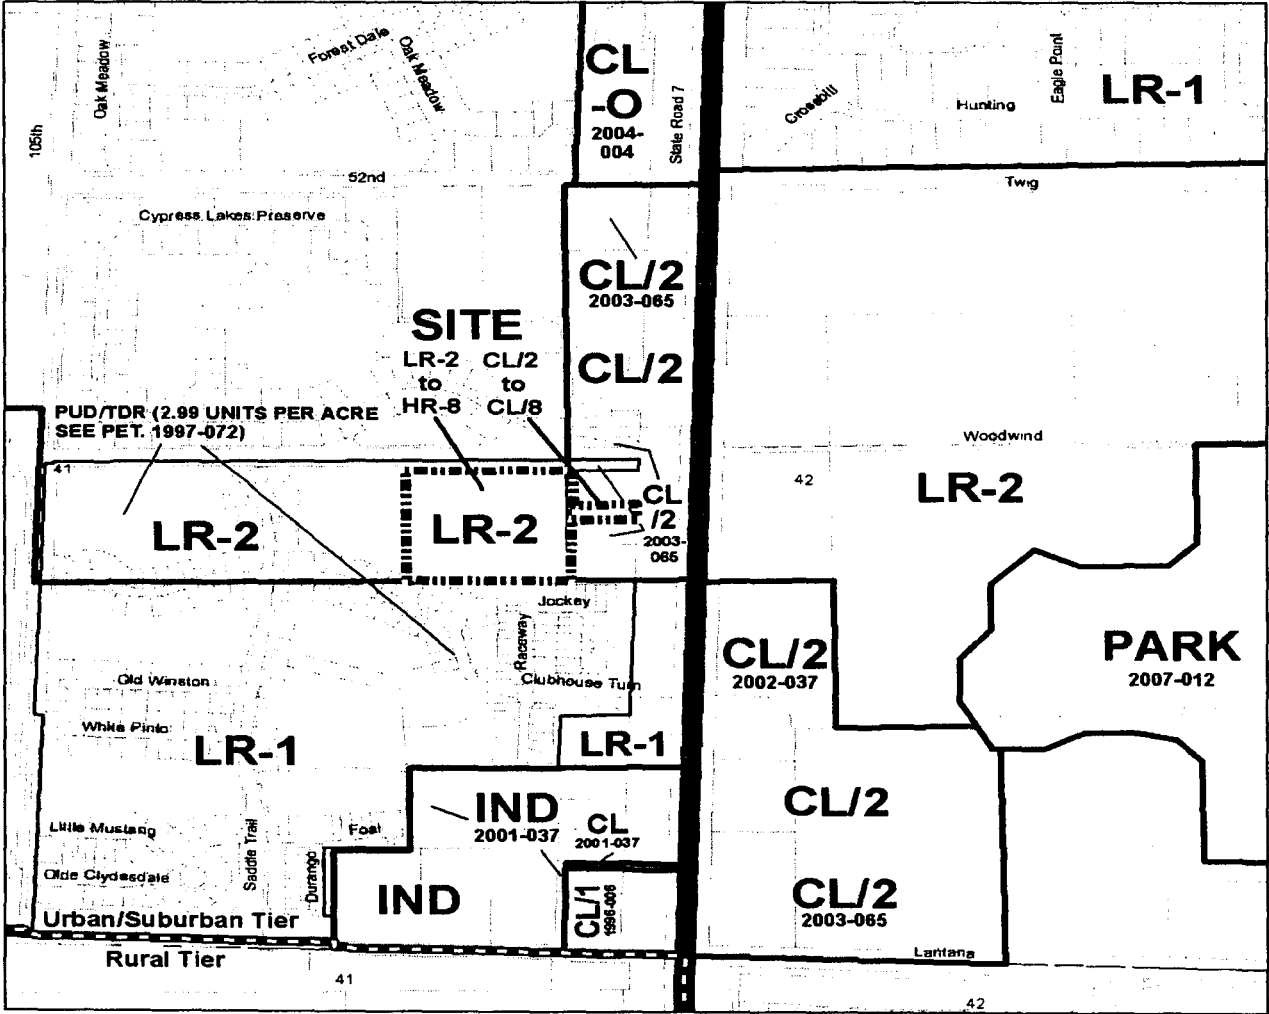 Forest Dale
Oak Meadow
Oak Meadow
105th
CL
-O
2004-
004
State Road 7
Crossbill
Hunting
Eagle Point
LR-1
52nd
Twig
Cypress Lakes Preserve
CL/2
2003-065
SITE
LR-2 CL/2
to to
HR-8 CL/8
CL/2
PUD/TDR (2.99 UNITS PER ACRE
SEE PET. 1997-072)
Woodwind
41
42
LR-2
LR-2
LR-2
CL
/2
2003-
065
Jockey
Raceway
Clubhouse Turn
CL/2
2002-037
PARK
2007-012
Old Winston
White Pinto
LR-1
LR-1
CL/2
IND
2001-037
CL
2001-037
Little Mustang
Saddle Trail
Foal
Durango
Olde Clydesdale
IND
CL/1
1996-006
CL/2
2003-065
Urban/Suburban Tier
Rural Tier
Lantana
41
42